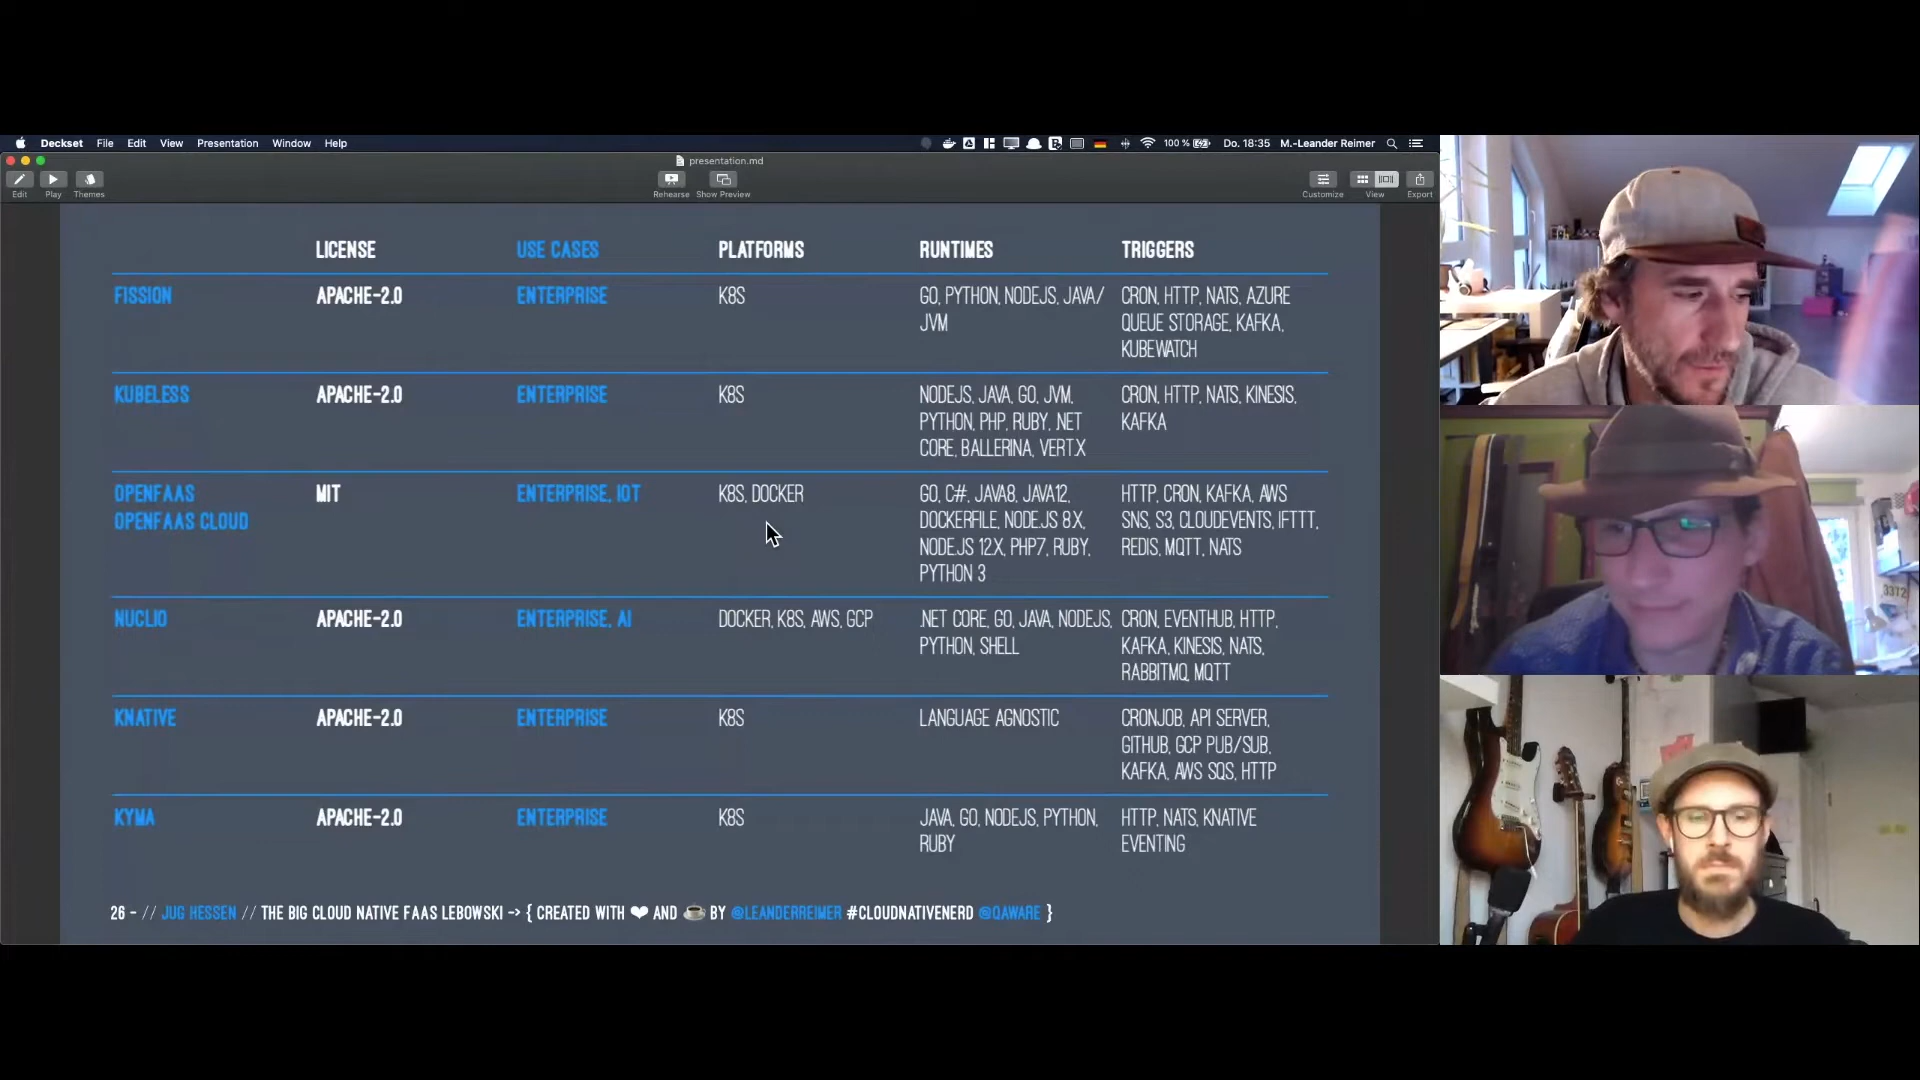 Deckset File Edit View Presentation Window Help 100 % Do. 18:35 M.-Leander Reimer
presentation.md
Edit Play Themes Rehearse Show Preview Customize View Export
LICENSE USE CASES PLATFORMS RUNTIMES TRIGGERS
FISSION APACHE-2.0 ENTERPRISE K8S GO, PYTHON, NODEJS, JAVA/ CRON, HTTP, NATS, AZURE
JVM QUEUE STORAGE, KAFKA,
KUBEWATCH
KUBELESS APACHE-2.0 ENTERPRISE K8S NODEJS, JAVA, GO, JVM, CRON, HTTP, NATS, KINESIS,
PYTHON, PHP, RUBY, .NET KAFKA
CORE, BALLERINA, VERT.X
OPENFAAS MIT ENTERPRISE, IOT K8S, DOCKER GO, C#, JAVA8, JAVA12, HTTP, CRON, KAFKA, AWS
OPENFAAS CLOUD DOCKERFILE, NODE.JS 8.X, SNS, S3, CLOUDEVENTS, IFTTT,
NODE.JS 12.X, PHP7, RUBY, REDIS, MQTT, NATS
PYTHON 3
NUCLIO APACHE-2.0 ENTERPRISE, AI DOCKER, K8S, AWS, GCP .NET CORE, GO, JAVA, NODEJS, CRON, EVENTHUB, HTTP,
PYTHON, SHELL KAFKA, KINESIS, NATS,
RABBITMQ, MQTT
KNATIVE APACHE-2.0 ENTERPRISE K8S LANGUAGE AGNOSTIC CRONJOB, API SERVER,
GITHUB, GCP PUB/SUB,
KAFKA, AWS SQS, HTTP
KYMA APACHE-2.0 ENTERPRISE K8S JAVA, GO, NODEJS, PYTHON, HTTP, NATS, KNATIVE
RUBY EVENTING
26 - // JUG HESSEN // THE BIG CLOUD NATIVE FAAS LEBOWSKI -> { CREATED WITH ❤ AND ☕ BY @LEANDERREIMER #CLOUDNATIVENERD @QAWARE }
3372